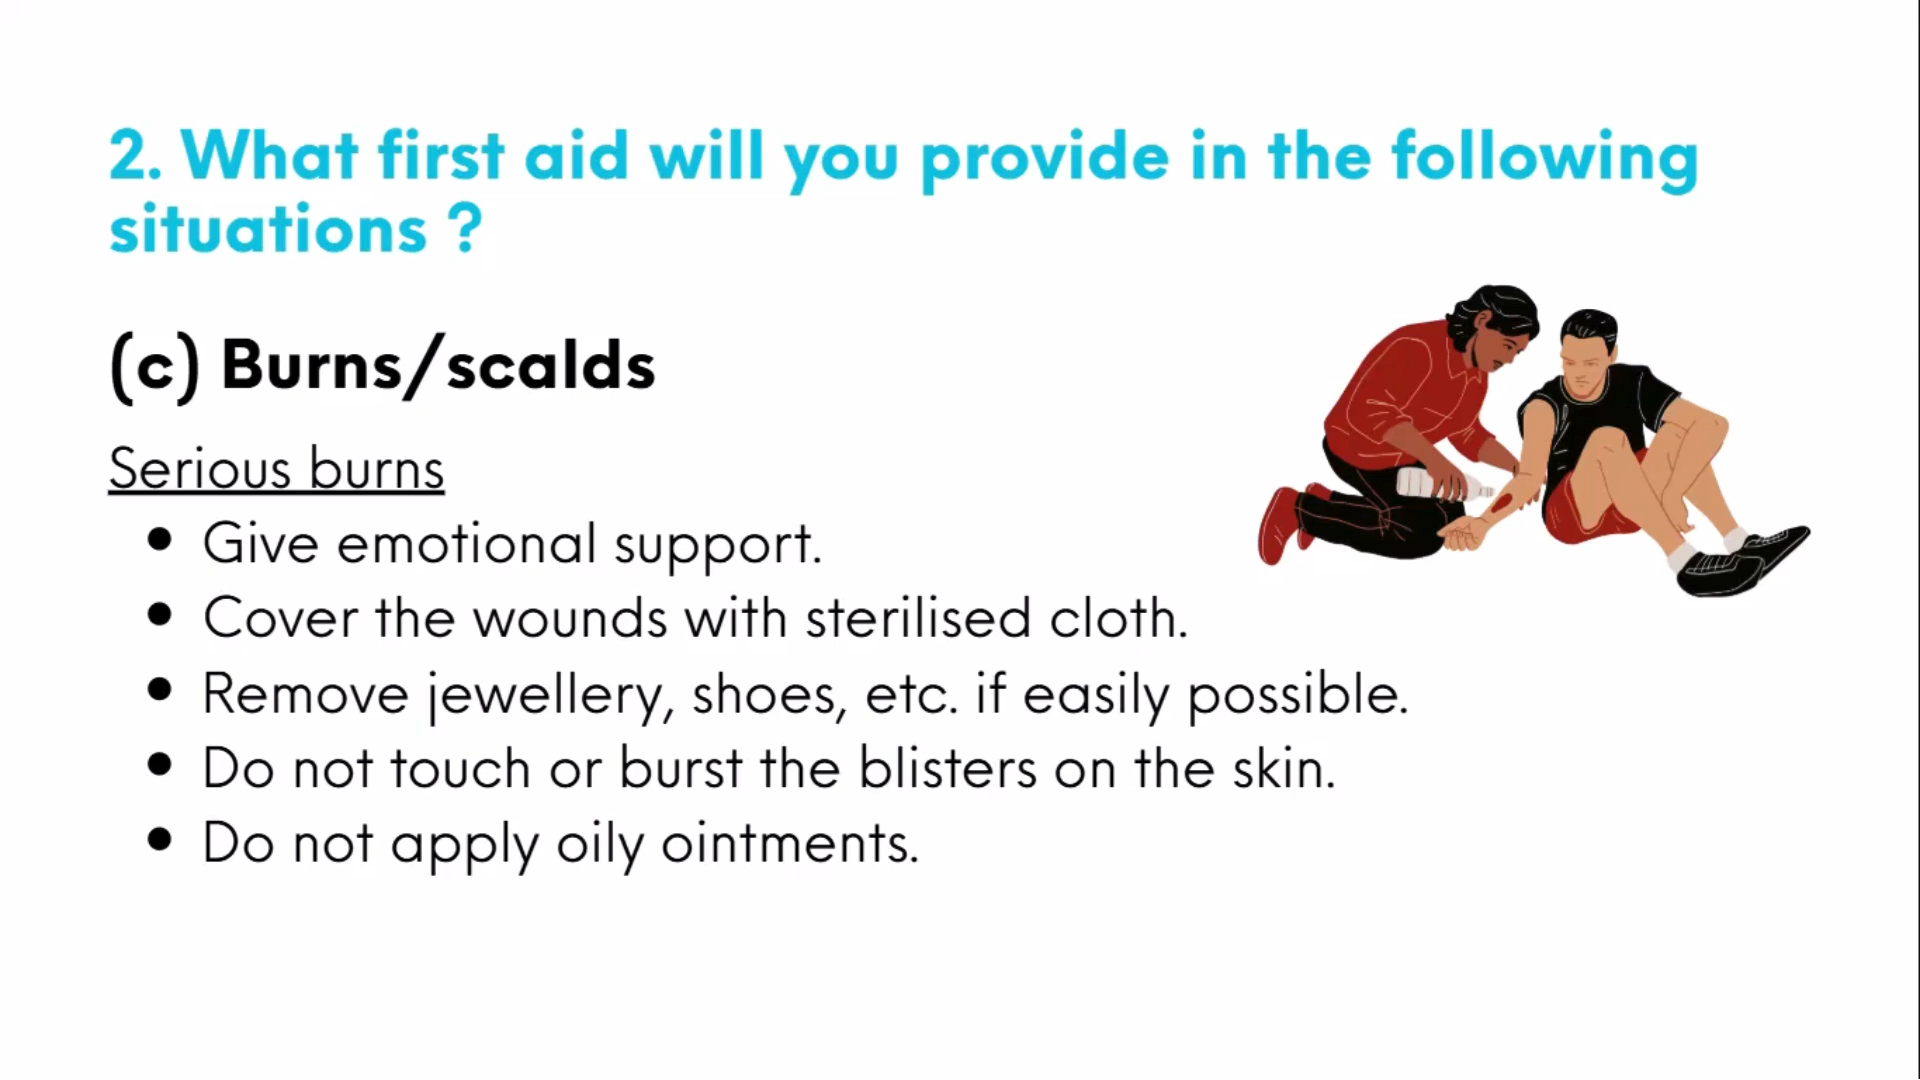 2. What first aid will you provide in the following
situations ?
(c) Burns/scalds
Serious burns
• Give emotional support.
• Cover the wounds with sterilised cloth.
• Remove jewellery, shoes, etc. if easily possible.
• Do not touch or burst the blisters on the skin.
• Do not apply oily ointments.